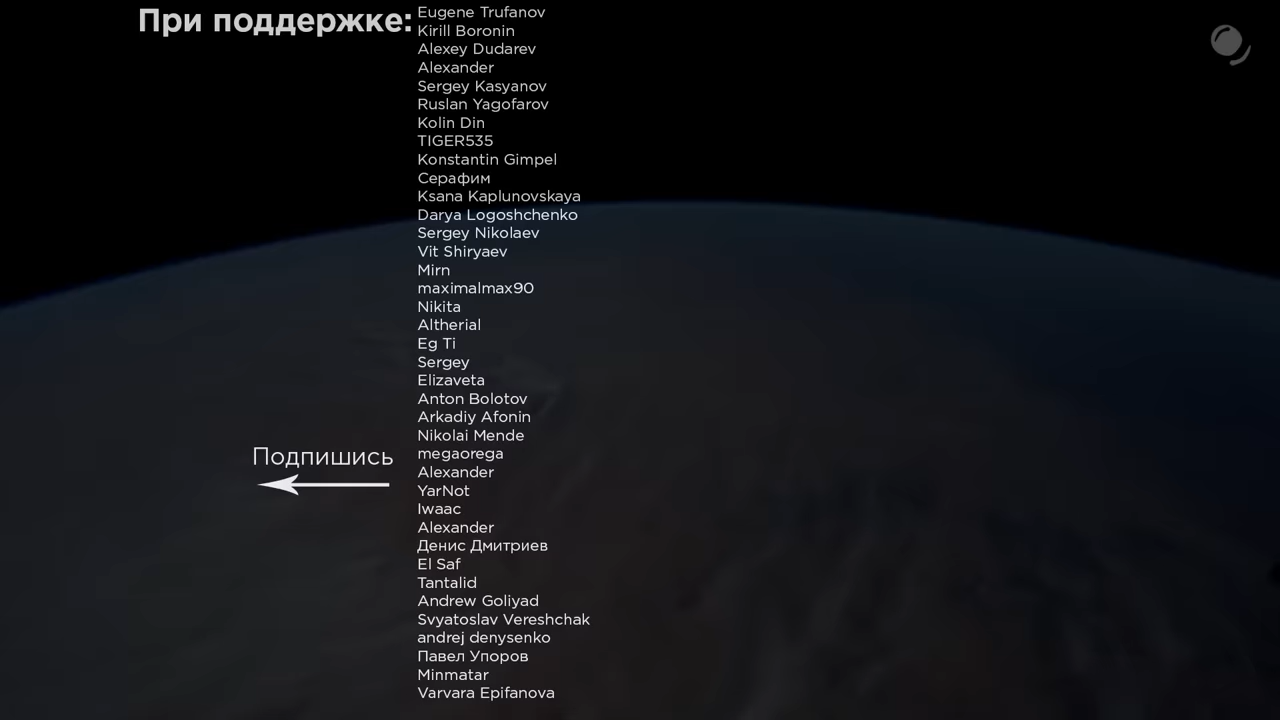 При поддержке:
Eugene Trufanov
Kirill Boronin
Alexey Dudarev
Alexander
Sergey Kasyanov
Ruslan Yagofarov
Kolin Din
TIGER535
Konstantin Gimpel
Серафим
Ksana Kaplunovskaya
Darya Logoshchenko
Sergey Nikolaev
Vit Shiryaev
Mirn
maximalmax90
Nikita
Altherial
Eg Ti
Sergey
Elizaveta
Anton Bolotov
Arkadiy Afonin
Nikolai Mende
megaorega
Alexander
YarNot
Iwaac
Alexander
Денис Дмитриев
El Saf
Tantalid
Andrew Goliyad
Svyatoslav Vereshchak
andrej denysenko
Павел Упоров
Minmatar
Varvara Epifanova
Подпишись